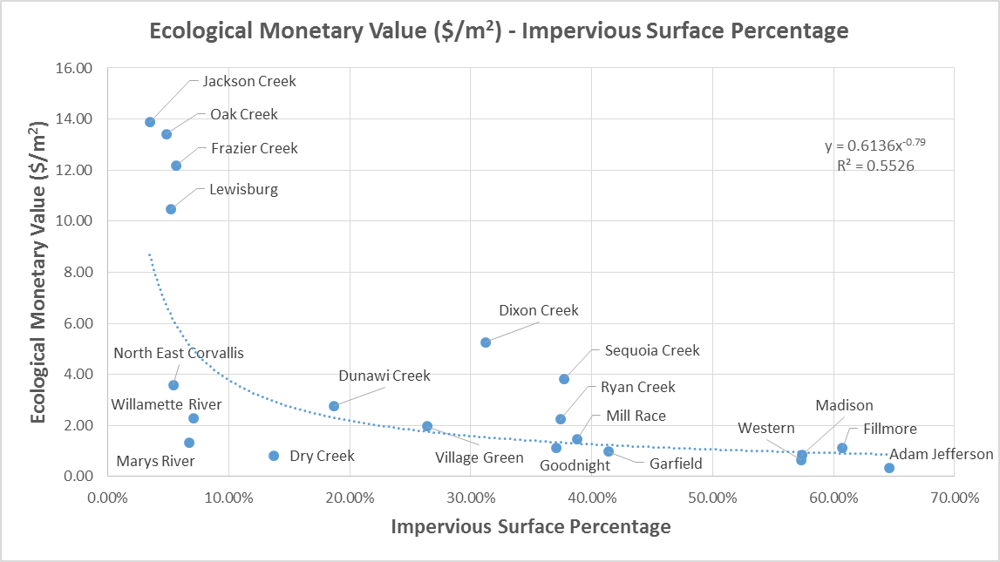 Ecological Monetary Value ($/m²) - Impervious Surface Percentage
Ecological Monetary Value ($/m²)
16.00
14.00
12.00
10.00
8.00
6.00
4.00
2.00
0.00
Jackson Creek
Oak Creek
Frazier Creek
Lewisburg
y = 0.6136x^-0.79
R² = 0.5526
Dixon Creek
North East Corvallis
Sequoia Creek
Dunawi Creek
Ryan Creek
Willamette River
Madison
Mill Race
Western
Fillmore
Marys River
Dry Creek
Village Green
Goodnight
Garfield
Adam Jefferson
0.00%
10.00%
20.00%
30.00%
40.00%
50.00%
60.00%
70.00%
Impervious Surface Percentage